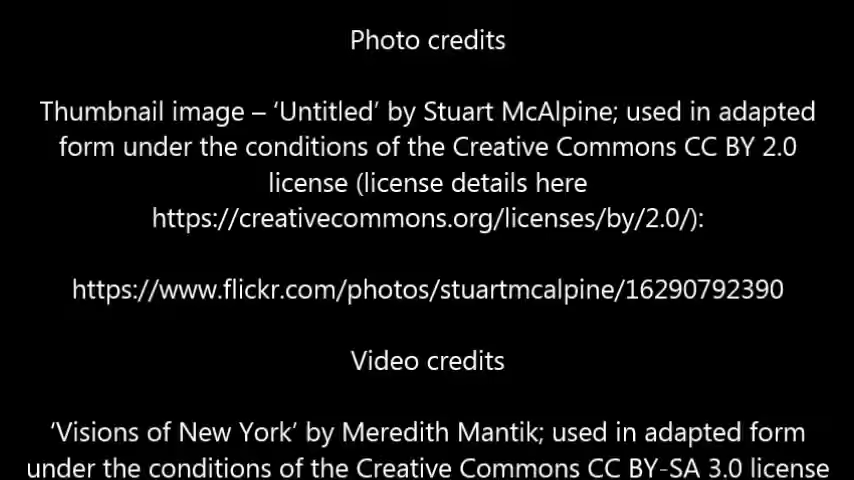 Photo credits
Thumbnail image – ‘Untitled’ by Stuart McAlpine; used in adapted
form under the conditions of the Creative Commons CC BY 2.0
license (license details here
https://creativecommons.org/licenses/by/2.0/):
https://www.flickr.com/photos/stuartmcalpine/16290792390
Video credits
‘Visions of New York’ by Meredith Mantik; used in adapted form
under the conditions of the Creative Commons CC BY-SA 3.0 license